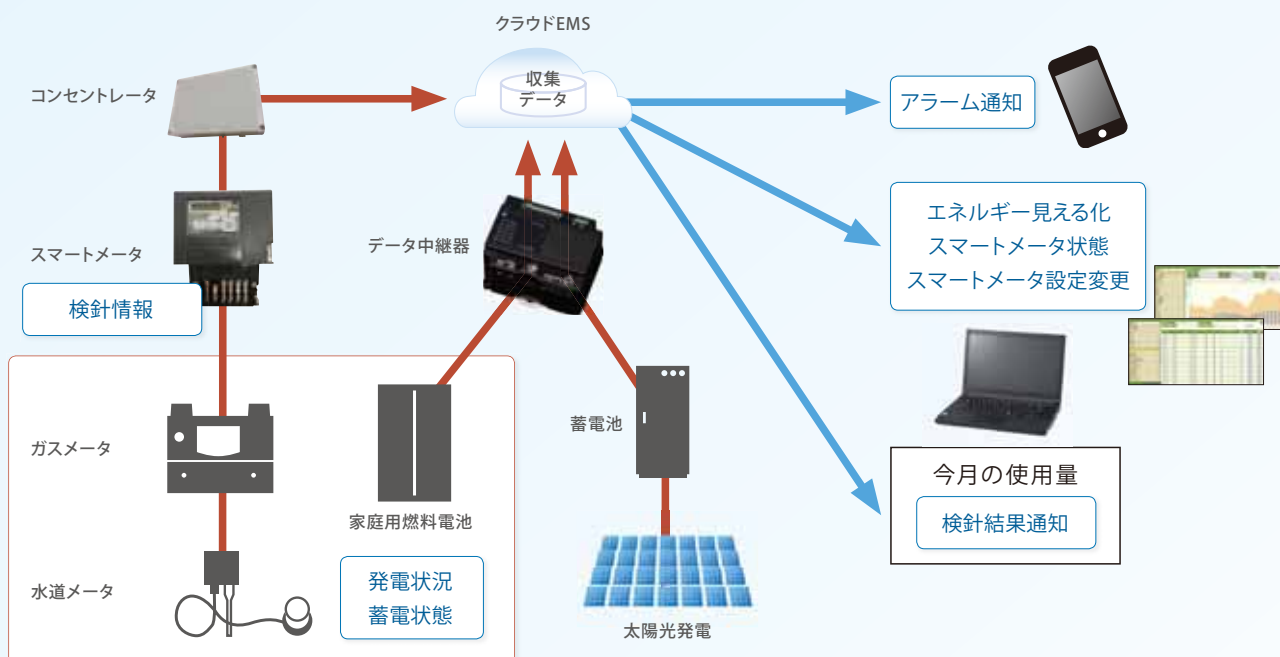 クラウドEMS
収集
データ
コンセントレータ
アラーム通知
スマートメータ
検針情報
データ中継器
エネルギー見える化
スマートメータ状態
スマートメータ設定変更
ガスメータ
家庭用燃料電池
蓄電池
今月の使用量
検針結果通知
水道メータ
発電状況
蓄電状態
太陽光発電